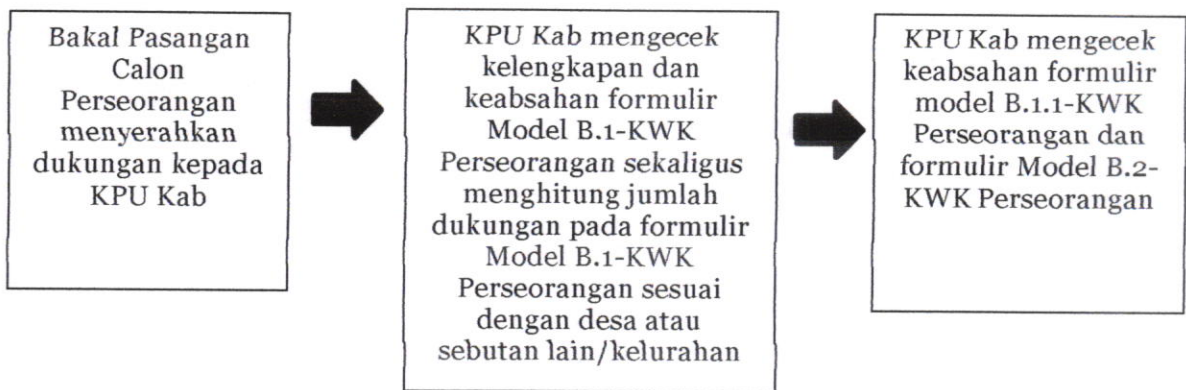 Bakal Pasangan
Calon
Perseorangan
menyerahkan
dukungan kepada
KPU Kab
KPU Kab mengecek
kelengkapan dan
keabsahan formulir
Model B.1-KWK
Perseorangan sekaligus
menghitung jumlah
dukungan pada formulir
Model B.1-KWK
Perseorangan sesuai
dengan desa atau
sebutan lain/kelurahan
KPU Kab mengecek
keabsahan formulir
model B.1.1-KWK
Perseorangan dan
formulir Model B.2-
KWK Perseorangan